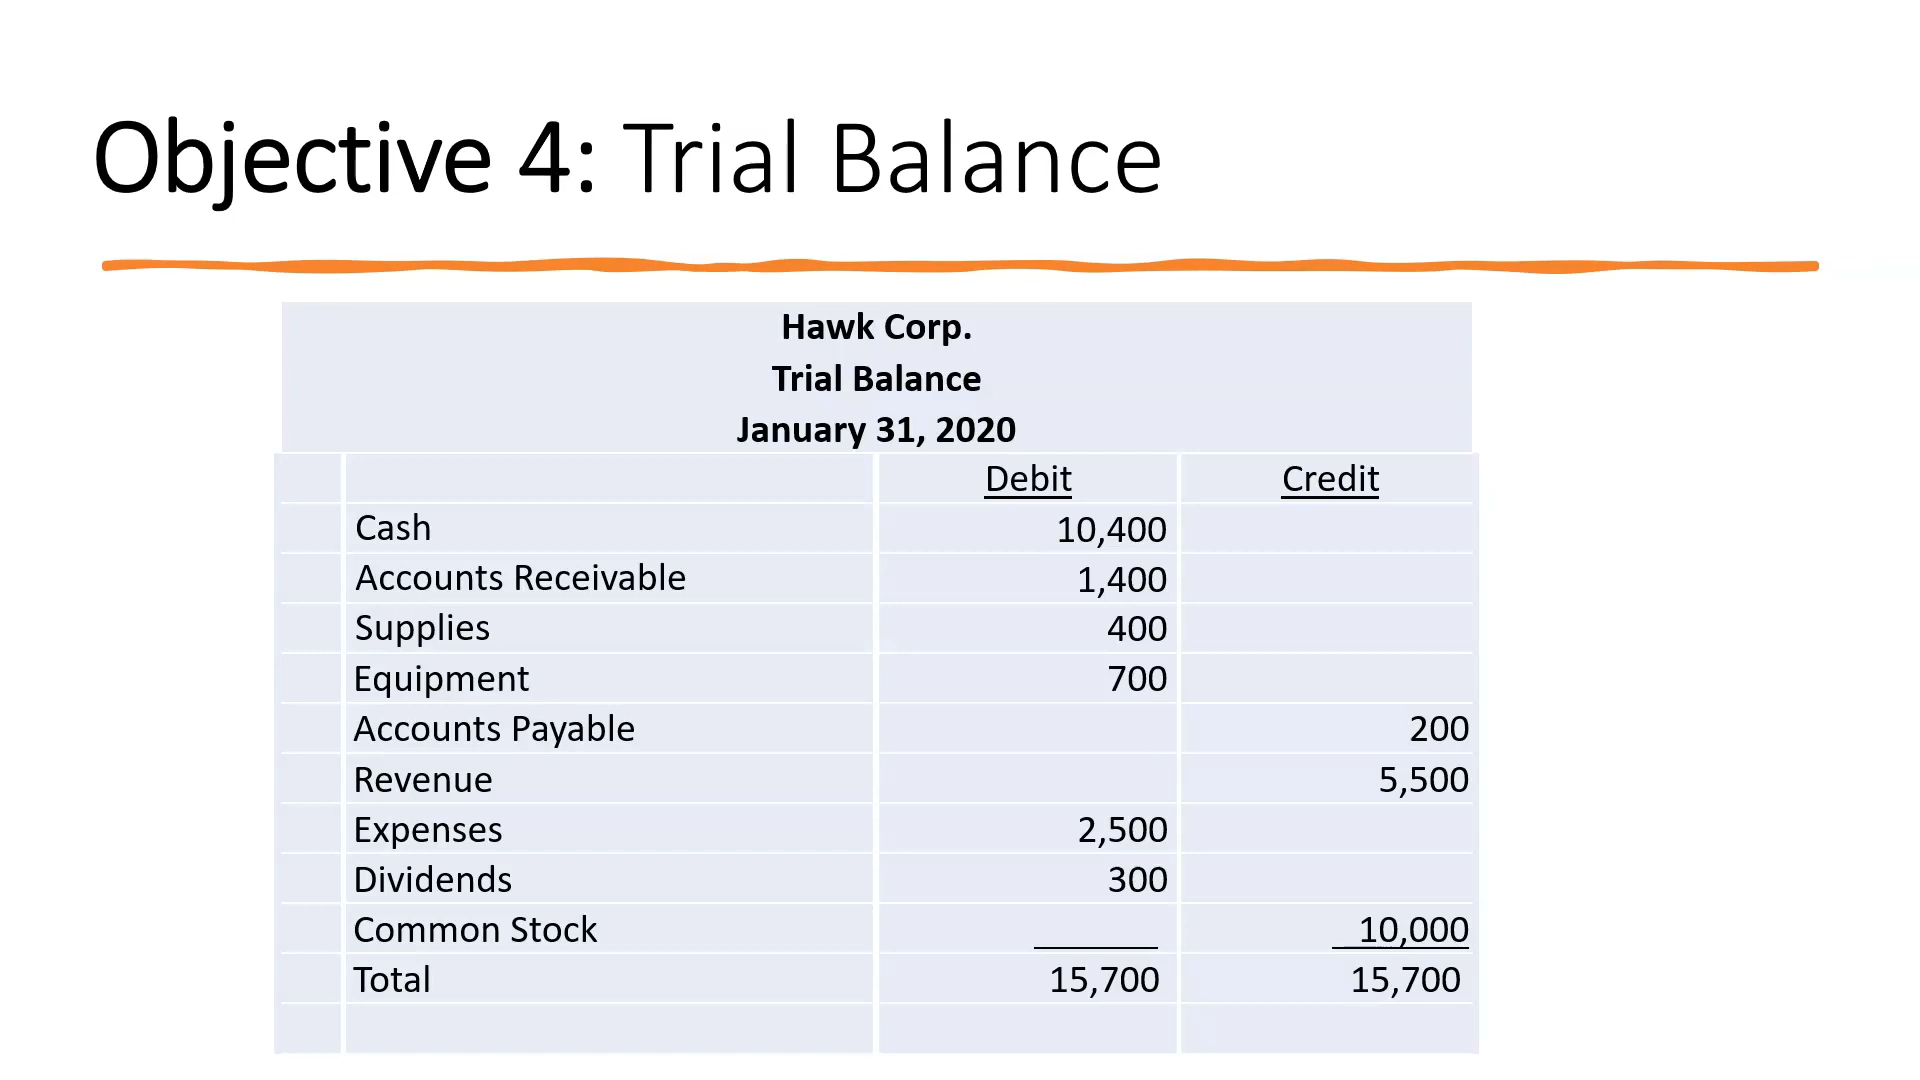 Objective 4: Trial Balance
Hawk Corp.
Trial Balance
January 31, 2020
Debit Credit
Cash 10,400
Accounts Receivable 1,400
Supplies 400
Equipment 700
Accounts Payable 200
Revenue 5,500
Expenses 2,500
Dividends 300
Common Stock 10,000
Total 15,700 15,700